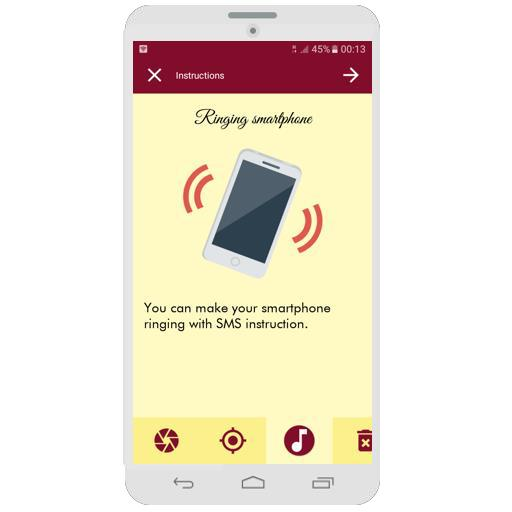 45% 00:13
Instructions
Ringing smartphone
You can make your smartphone
ringing with SMS instruction.